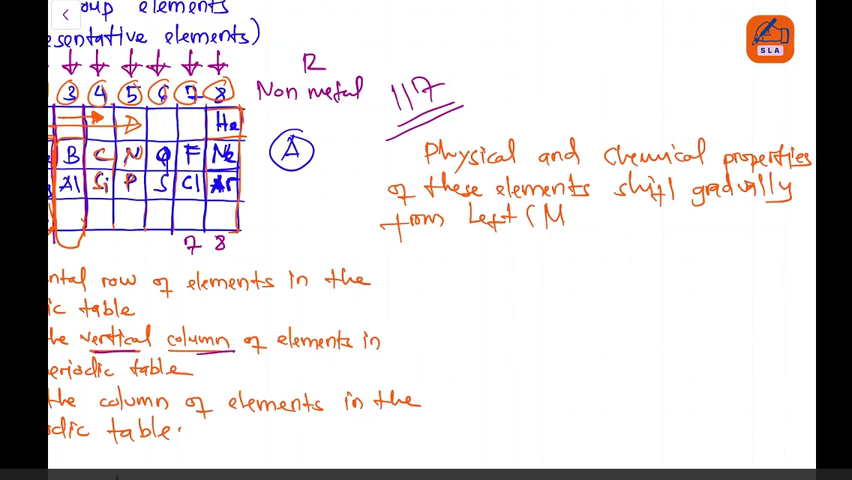 oup elements
esentative elements)
R
3 4 5 6 7 8
Non metal
117
He
B C N O F Ne
Al Si P S Cl Ar
A
7 8
Physical and Chemical properties
of these elements shift gradually
from Left (M
ntal row of elements in the
ic table
he vertical column of elements in
eriodic table
the column of elements in the
odic table.
SLA